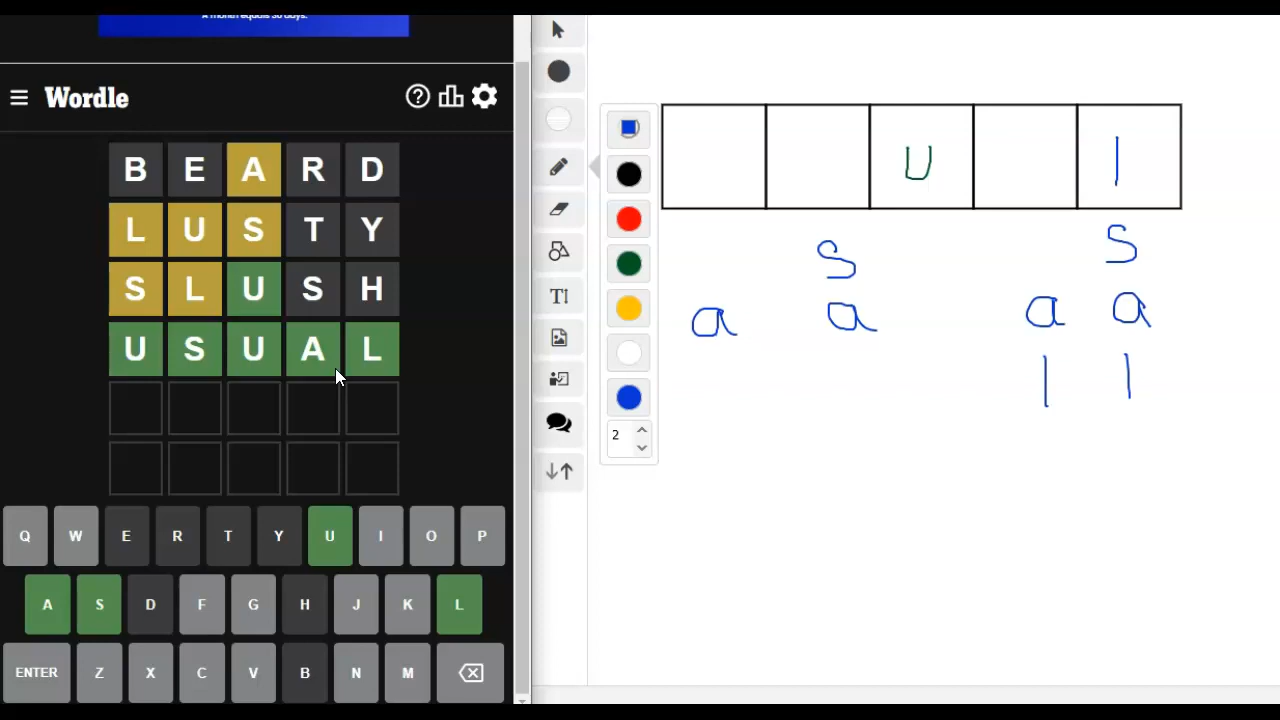 A month equals 30 days.
Wordle
B E A R D
L U S T Y
S L U S H
U S U A L
Q W E R T Y U I O P
A S D F G H J K L
ENTER Z X C V B N M
U l
S S
a a a a
l l
T
2